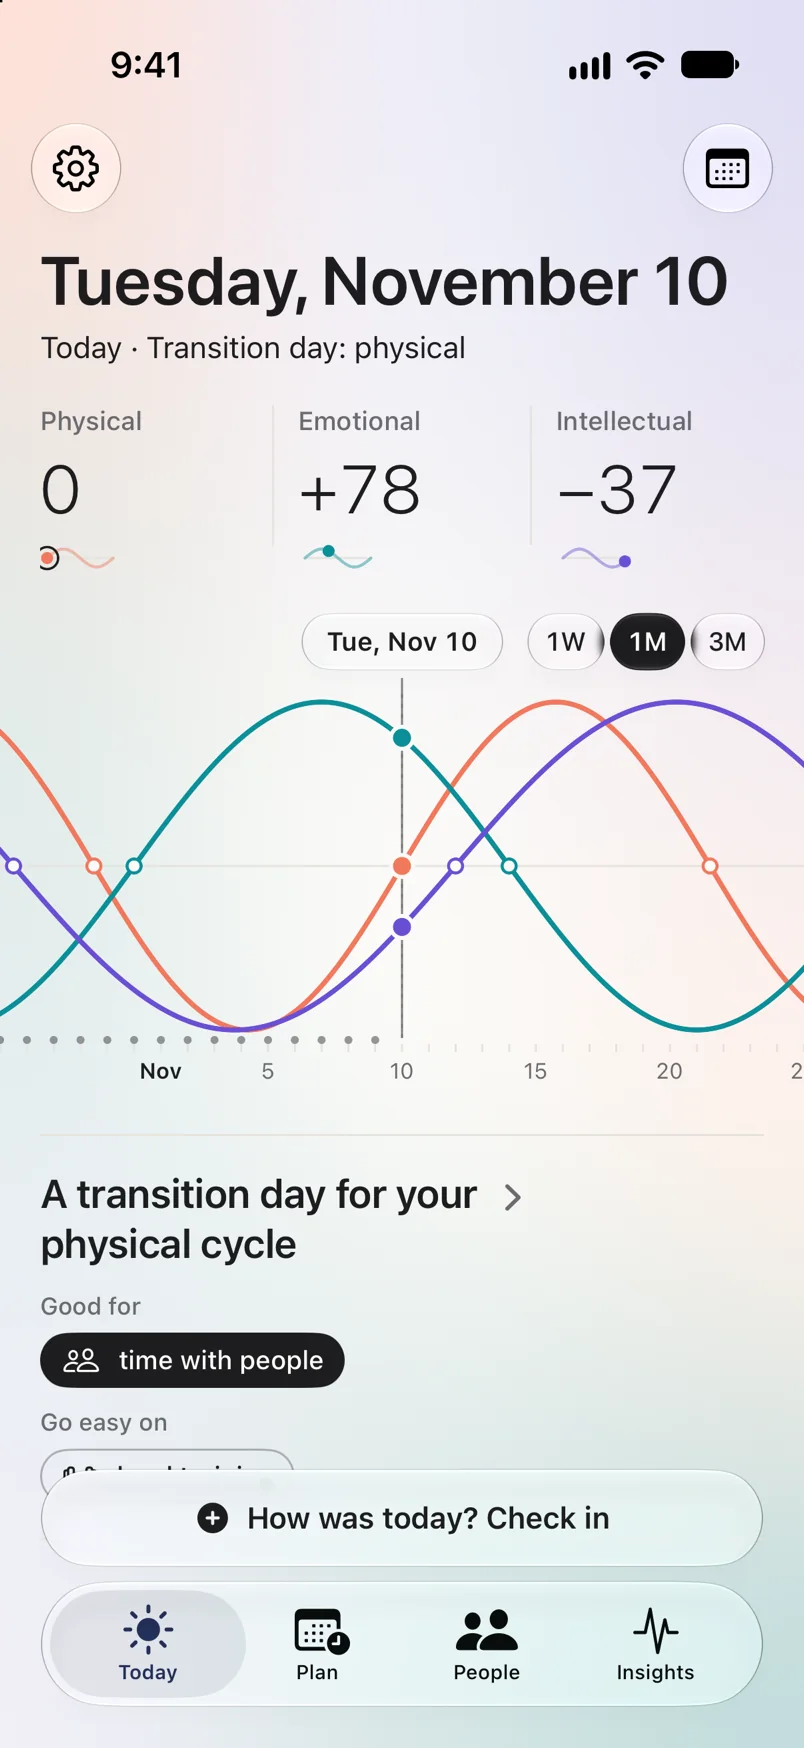 9:41
Tuesday, November 10
Today · Transition day: physical
Physical Emotional Intellectual
0 +78 −37
Tue, Nov 10 1W 1M 3M
Nov 5 10 15 20
A transition day for your
physical cycle
Good for
time with people
Go easy on
How was today? Check in
Today Plan People Insights